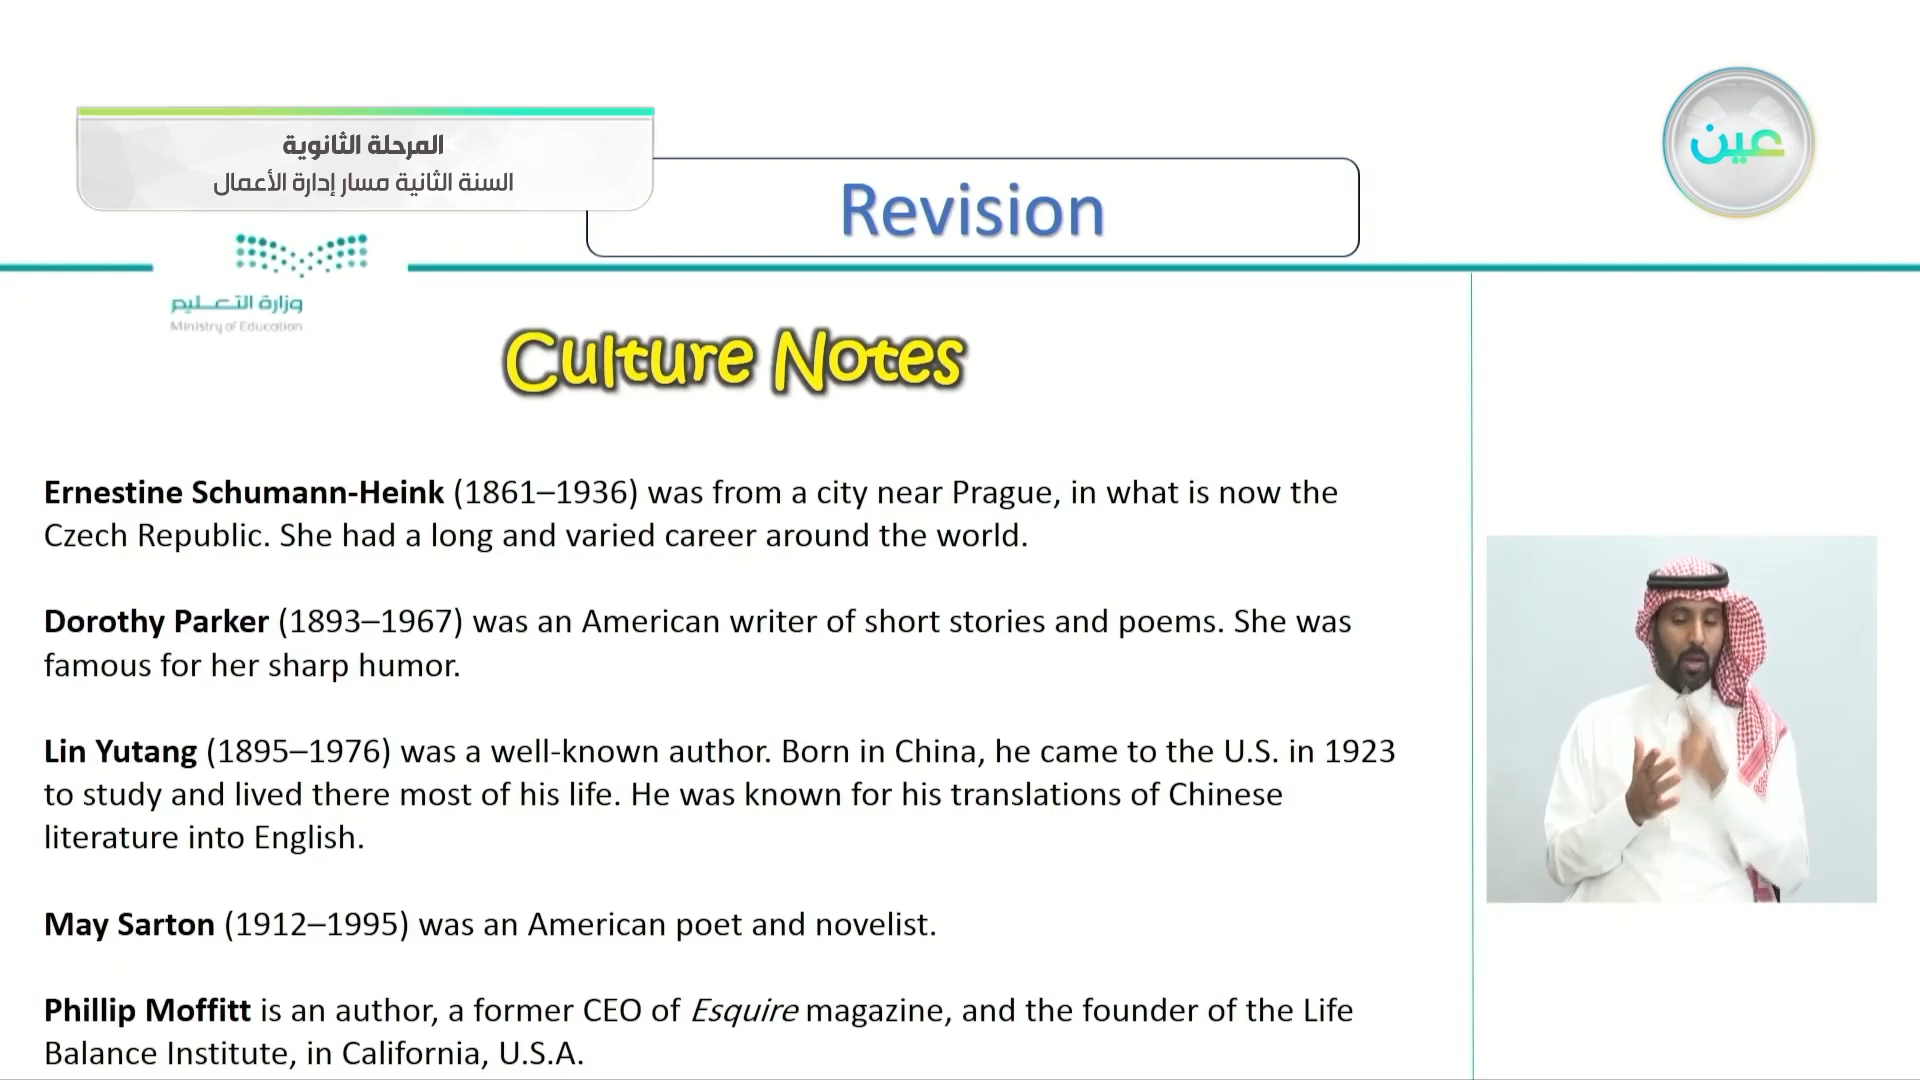 المرحلة الثانوية
السنة الثانية مسار إدارة الأعمال
عين
Revision
وزارة التعليم
Ministry of Education
Culture Notes
Ernestine Schumann-Heink (1861–1936) was from a city near Prague, in what is now the
Czech Republic. She had a long and varied career around the world.
Dorothy Parker (1893–1967) was an American writer of short stories and poems. She was
famous for her sharp humor.
Lin Yutang (1895–1976) was a well-known author. Born in China, he came to the U.S. in 1923
to study and lived there most of his life. He was known for his translations of Chinese
literature into English.
May Sarton (1912–1995) was an American poet and novelist.
Phillip Moffitt is an author, a former CEO of Esquire magazine, and the founder of the Life
Balance Institute, in California, U.S.A.